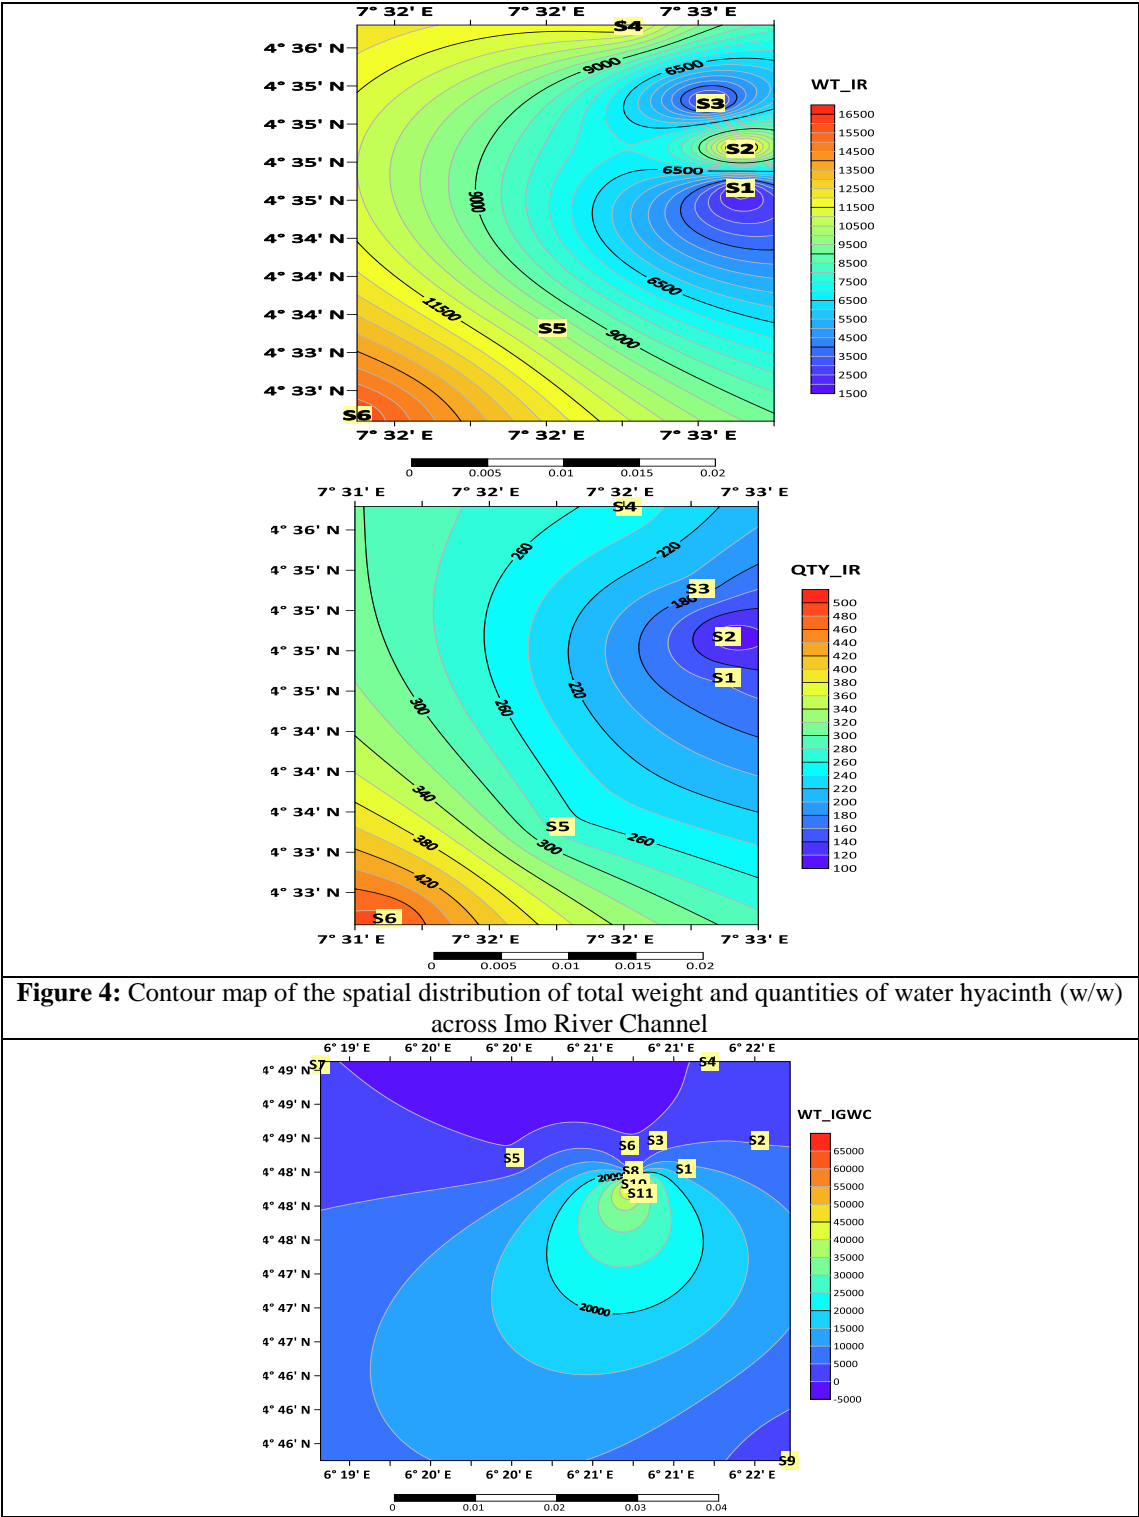 7° 32' E 7° 32' E 7° 33' E
S4
4° 36' N
9000 6500
WT_IR
4° 35' N
S3
16500
15500
4° 35' N
14500
S2
13500
4° 35' N
6500
12500
S1
11500
4° 35' N
9000
10500
9500
4° 34' N
8500
7500
4° 34' N
6500
6500
5500
11500
4° 34' N
4500
S5
9000
3500
4° 33' N
2500
1500
4° 33' N
S6
7° 32' E 7° 32' E 7° 33' E
0 0.005 0.01 0.015 0.02
7° 31' E 7° 32' E 7° 32' E 7° 33' E
S4
4° 36' N
260 220
4° 35' N
QTY_IR
S3
180
500
4° 35' N
480
S2
460
4° 35' N
440
420
S1
400
4° 35' N
380
220
300 260
360
340
4° 34' N
320
300
4° 34' N
280
340
260
4° 34' N
240
S5
220
380 300 260
200
4° 33' N
180
420
160
4° 33' N
140
120
S6
100
7° 31' E 7° 32' E 7° 32' E 7° 33' E
0 0.005 0.01 0.015 0.02
Figure 4: Contour map of the spatial distribution of total weight and quantities of water hyacinth (w/w)
across Imo River Channel
6° 19' E 6° 20' E 6° 20' E 6° 21' E 6° 21' E 6° 22' E
S7 S4
4° 49' N
4° 49' N
WT_IGWC
4° 49' N
S6 S3 S2
65000
S5
60000
4° 48' N
S8 S1
55000
2000
S10
50000
S11
45000
4° 48' N
40000
35000
4° 48' N
30000
25000
4° 47' N
20000
20000
4° 47' N
15000
10000
4° 47' N
5000
0
4° 46' N
-5000
4° 46' N
4° 46' N
S9
6° 19' E 6° 20' E 6° 20' E 6° 21' E 6° 21' E 6° 22' E
0 0.01 0.02 0.03 0.04